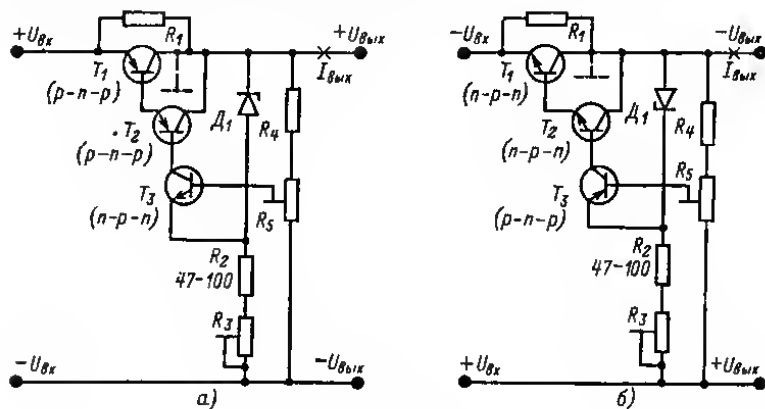 R₁
+Uвх
+Uвых
T₁
(p-n-p)
Iвых
T₂
(p-n-p)
Д₁
R₄
T₃
(n-p-n)
R₅
R₂
47-100
R₃
-Uвх
-Uвых
а)
R₁
-Uвх
-Uвых
T₁
(n-p-n)
Iвых
T₂
(n-p-n)
Д₁
R₄
T₃
(p-n-p)
R₅
R₂
47-100
R₃
+Uвх
+Uвых
б)